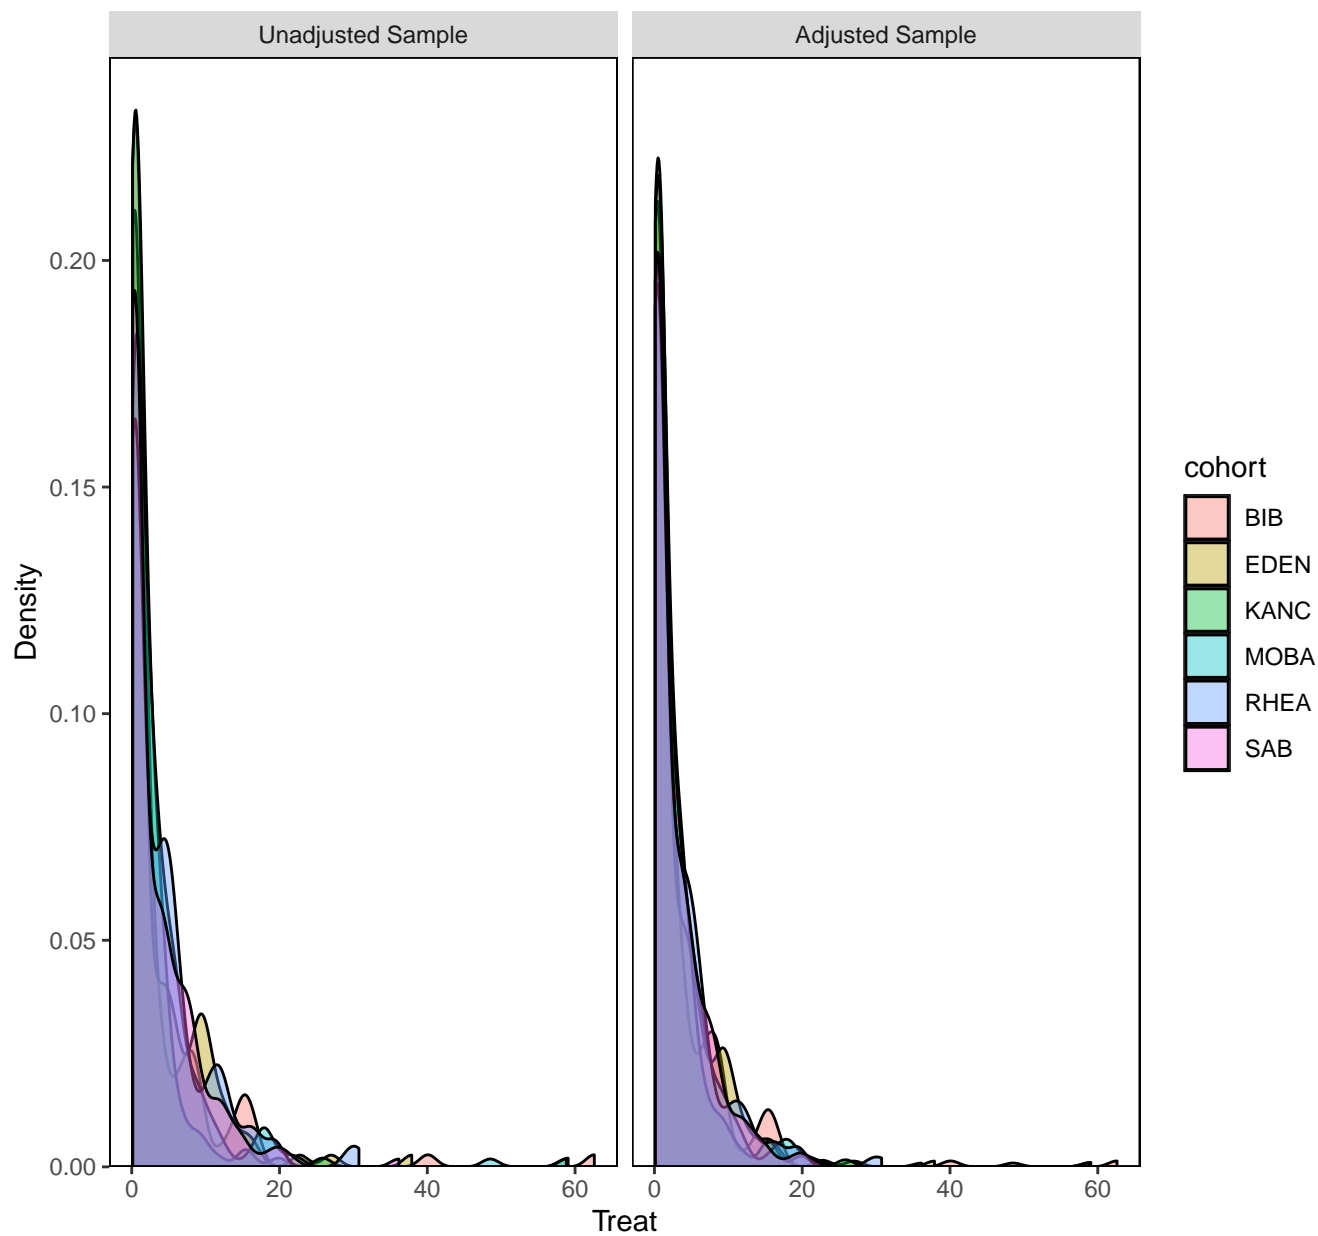 Unadjusted Sample
Adjusted Sample
Density
0.20
0.15
0.10
0.05
0.00
0
20
40
60
0
20
40
60
Treat
cohort
BIB
EDEN
KANC
MOBA
RHEA
SAB